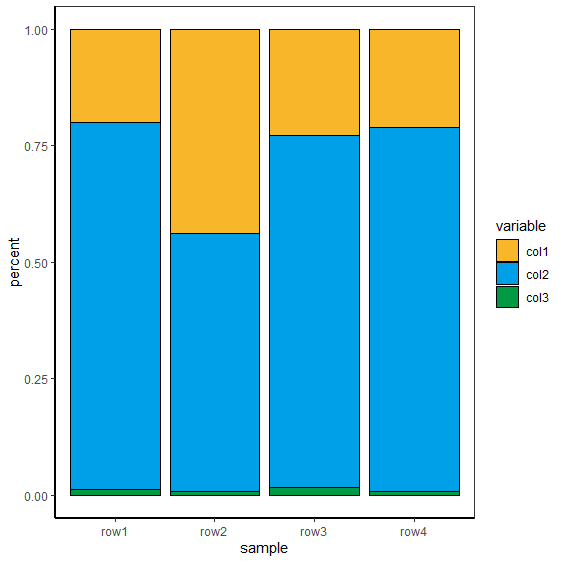 1.00
0.75
0.50
0.25
0.00
percent
row1 row2 row3 row4
sample
variable
col1
col2
col3